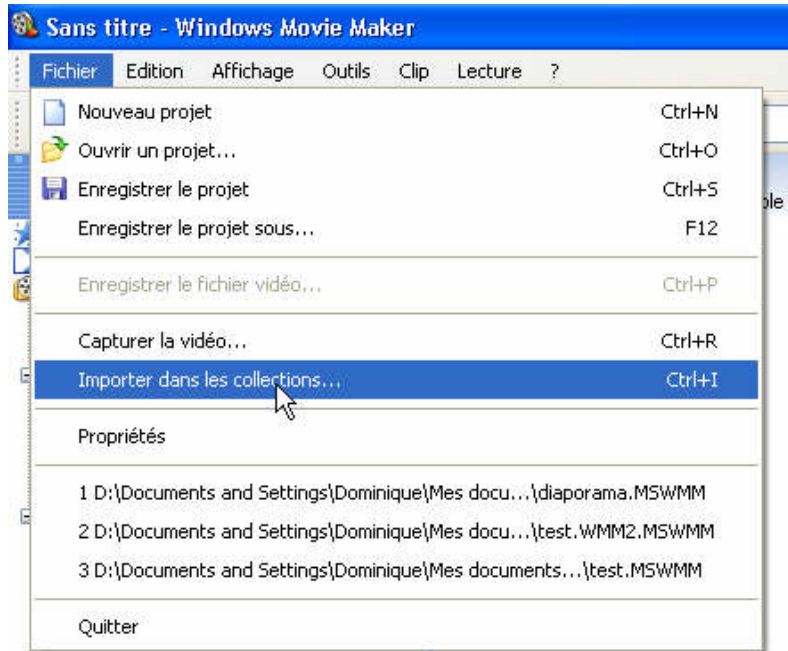 Sans titre - Windows Movie Maker
Fichier Edition Affichage Outils Clip Lecture ?
Nouveau projet Ctrl+N
Ouvrir un projet... Ctrl+O
Enregistrer le projet Ctrl+S
Enregistrer le projet sous... F12
Enregistrer le fichier vidéo... Ctrl+P
Capturer la vidéo... Ctrl+R
Importer dans les collections... Ctrl+I
Propriétés
1 D:\Documents and Settings\Dominique\Mes docu...\diaporama.MSWMM
2 D:\Documents and Settings\Dominique\Mes docu...\test.WMM2.MSWMM
3 D:\Documents and Settings\Dominique\Mes documents...\test.MSWMM
Quitter